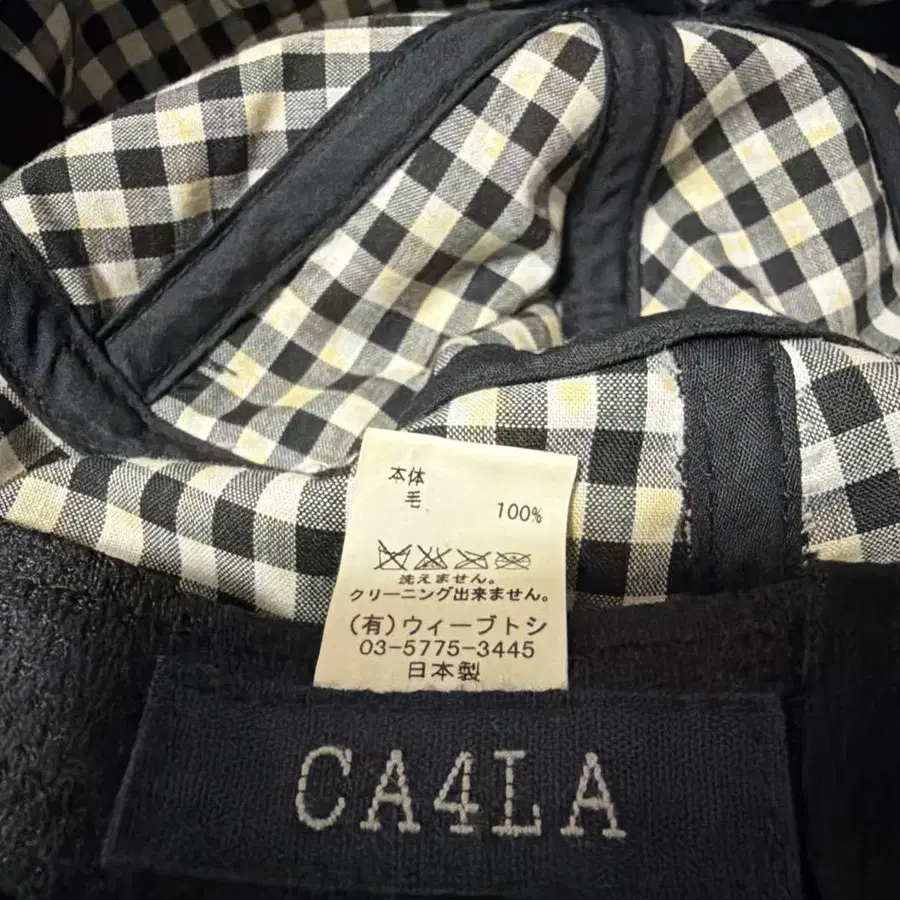 本体
毛
100%
洗えません。
クリーニング出来ません。
(有)ウィーブトシ
03-5775-3445
日本製
CA4LA